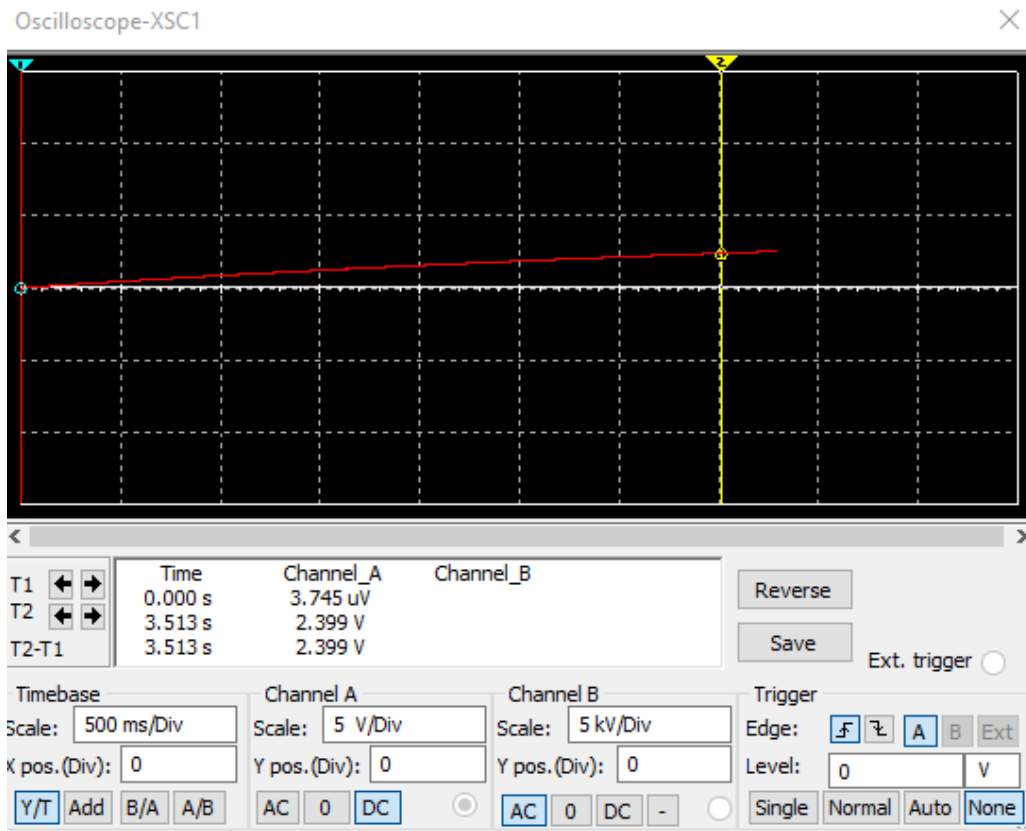 Oscilloscope-XSC1
1
2
Time Channel_A Channel_B
T1 0.000 s 3.745 uV
T2 3.513 s 2.399 V
T2-T1 3.513 s 2.399 V
Reverse
Save
Ext. trigger
Timebase
Scale: 500 ms/Div
X pos.(Div): 0
Y/T Add B/A A/B
Channel A
Scale: 5 V/Div
Y pos.(Div): 0
AC 0 DC
Channel B
Scale: 5 kV/Div
Y pos.(Div): 0
AC 0 DC -
Trigger
Edge: A B Ext
Level: 0 V
Single Normal Auto None